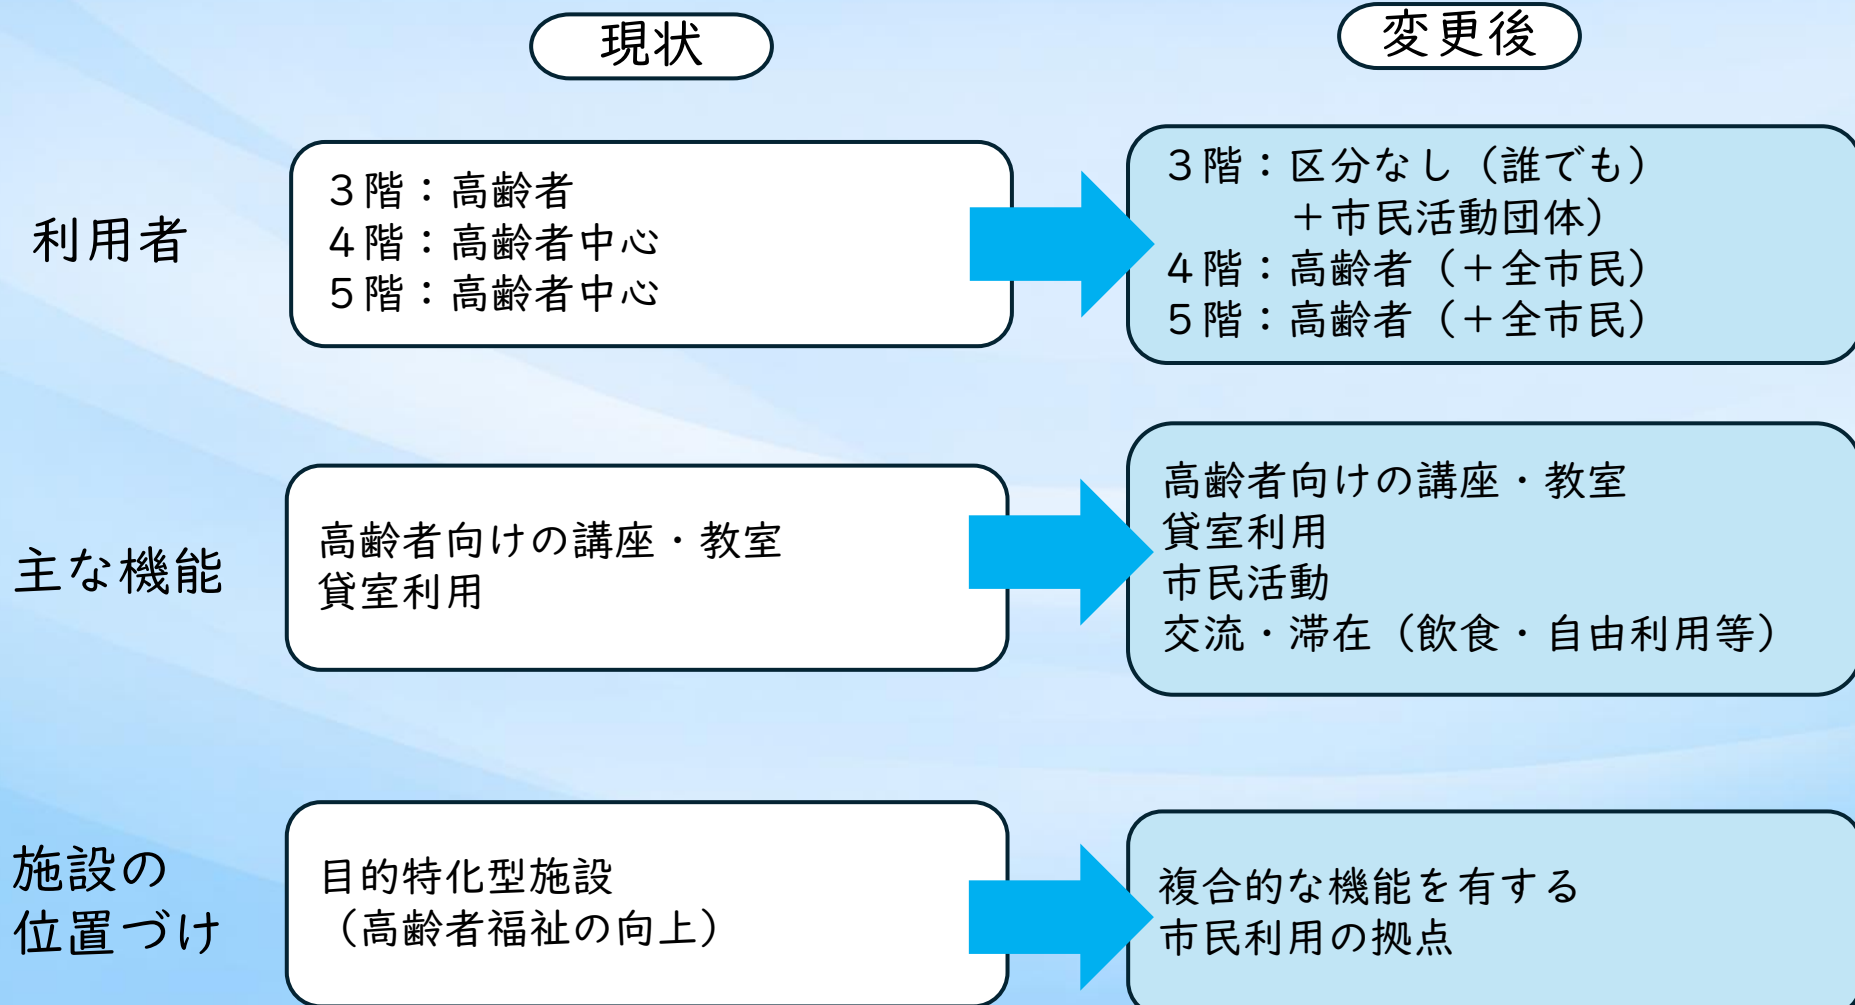 現状
変更後
利用者
３階：高齢者
４階：高齢者中心
５階：高齢者中心
３階：区分なし（誰でも）
＋市民活動団体）
４階：高齢者（＋全市民）
５階：高齢者（＋全市民）
主な機能
高齢者向けの講座・教室
貸室利用
高齢者向けの講座・教室
貸室利用
市民活動
交流・滞在（飲食・自由利用等）
施設の
位置づけ
目的特化型施設
（高齢者福祉の向上）
複合的な機能を有する
市民利用の拠点